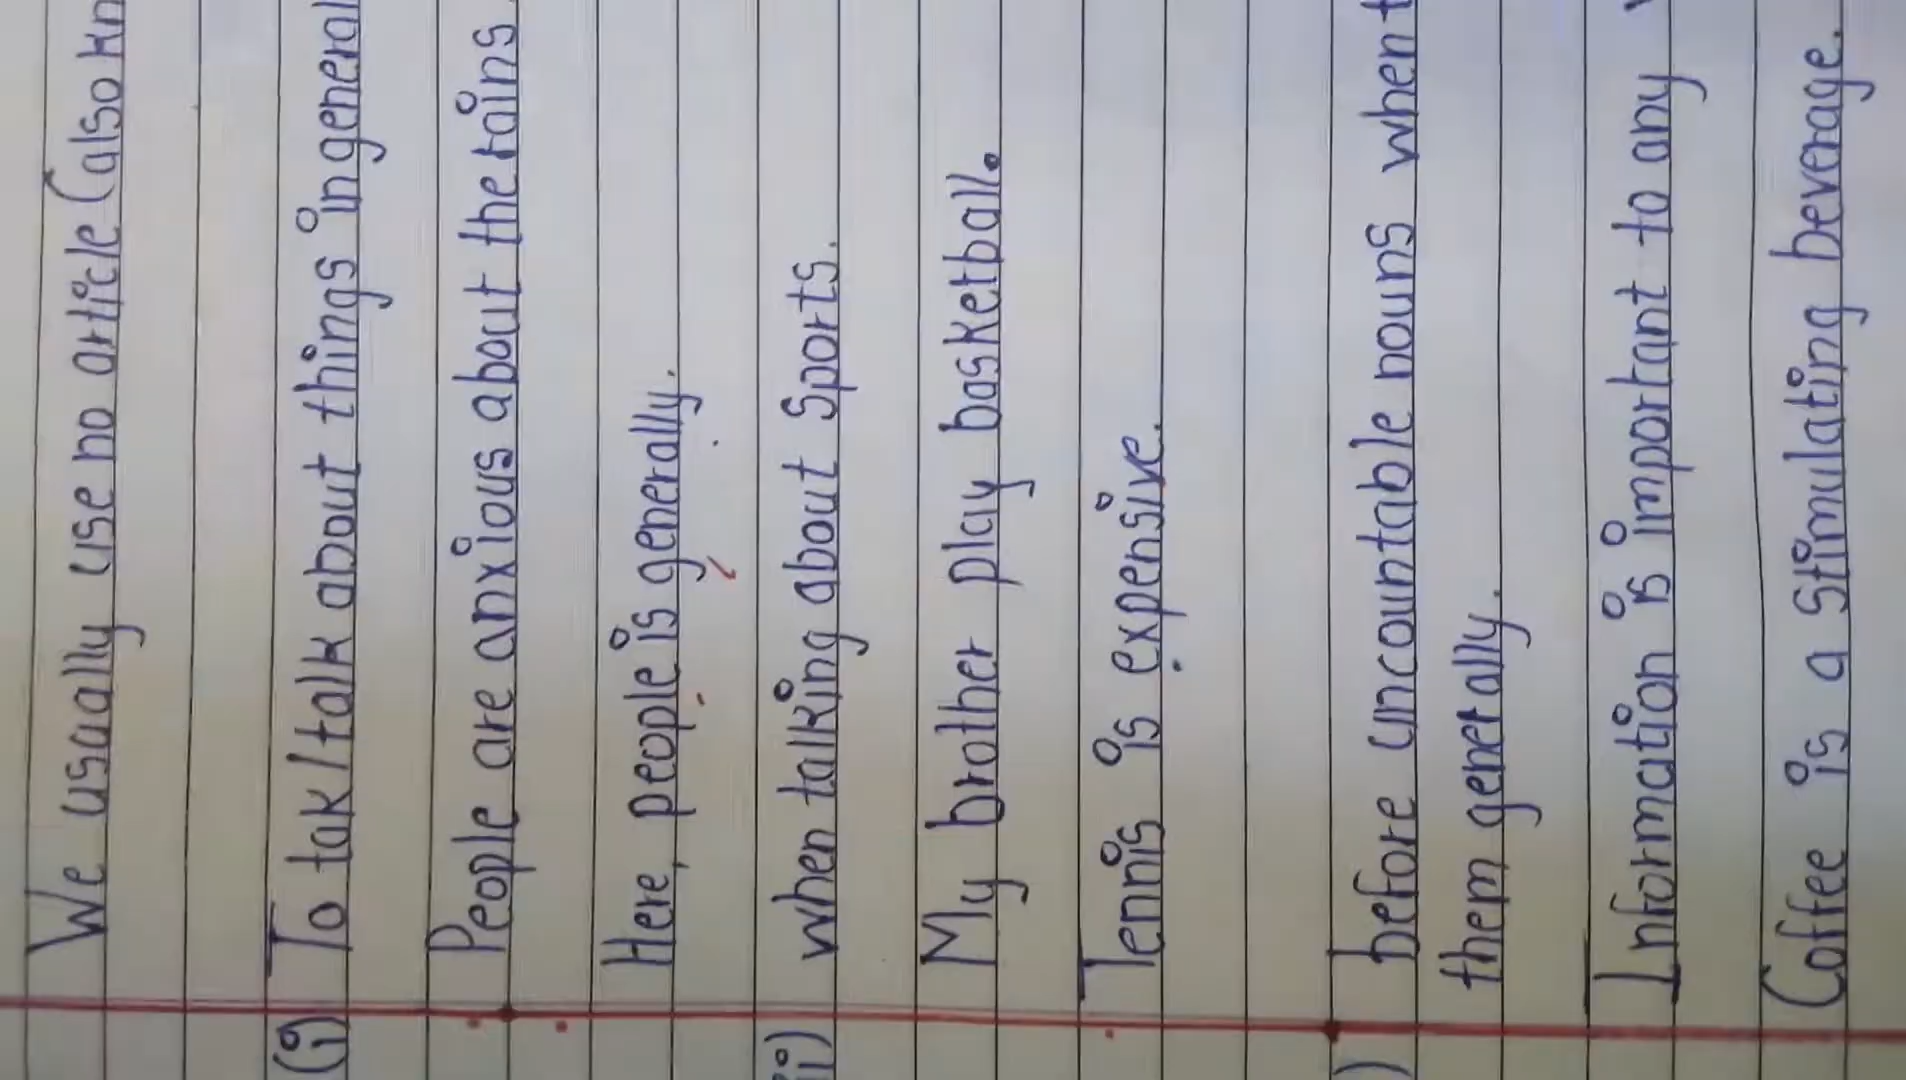 We usually use no article (also kn
(i) To tak/talk about things in general
People are anxious about the rains
Here, people is generally.
ii) when talking about Sports.
My brother play basketball.
Tennis is expensive.
) before uncountable nouns when t
them generally.
Information is important to any
Coffee is a stimulating beverage.